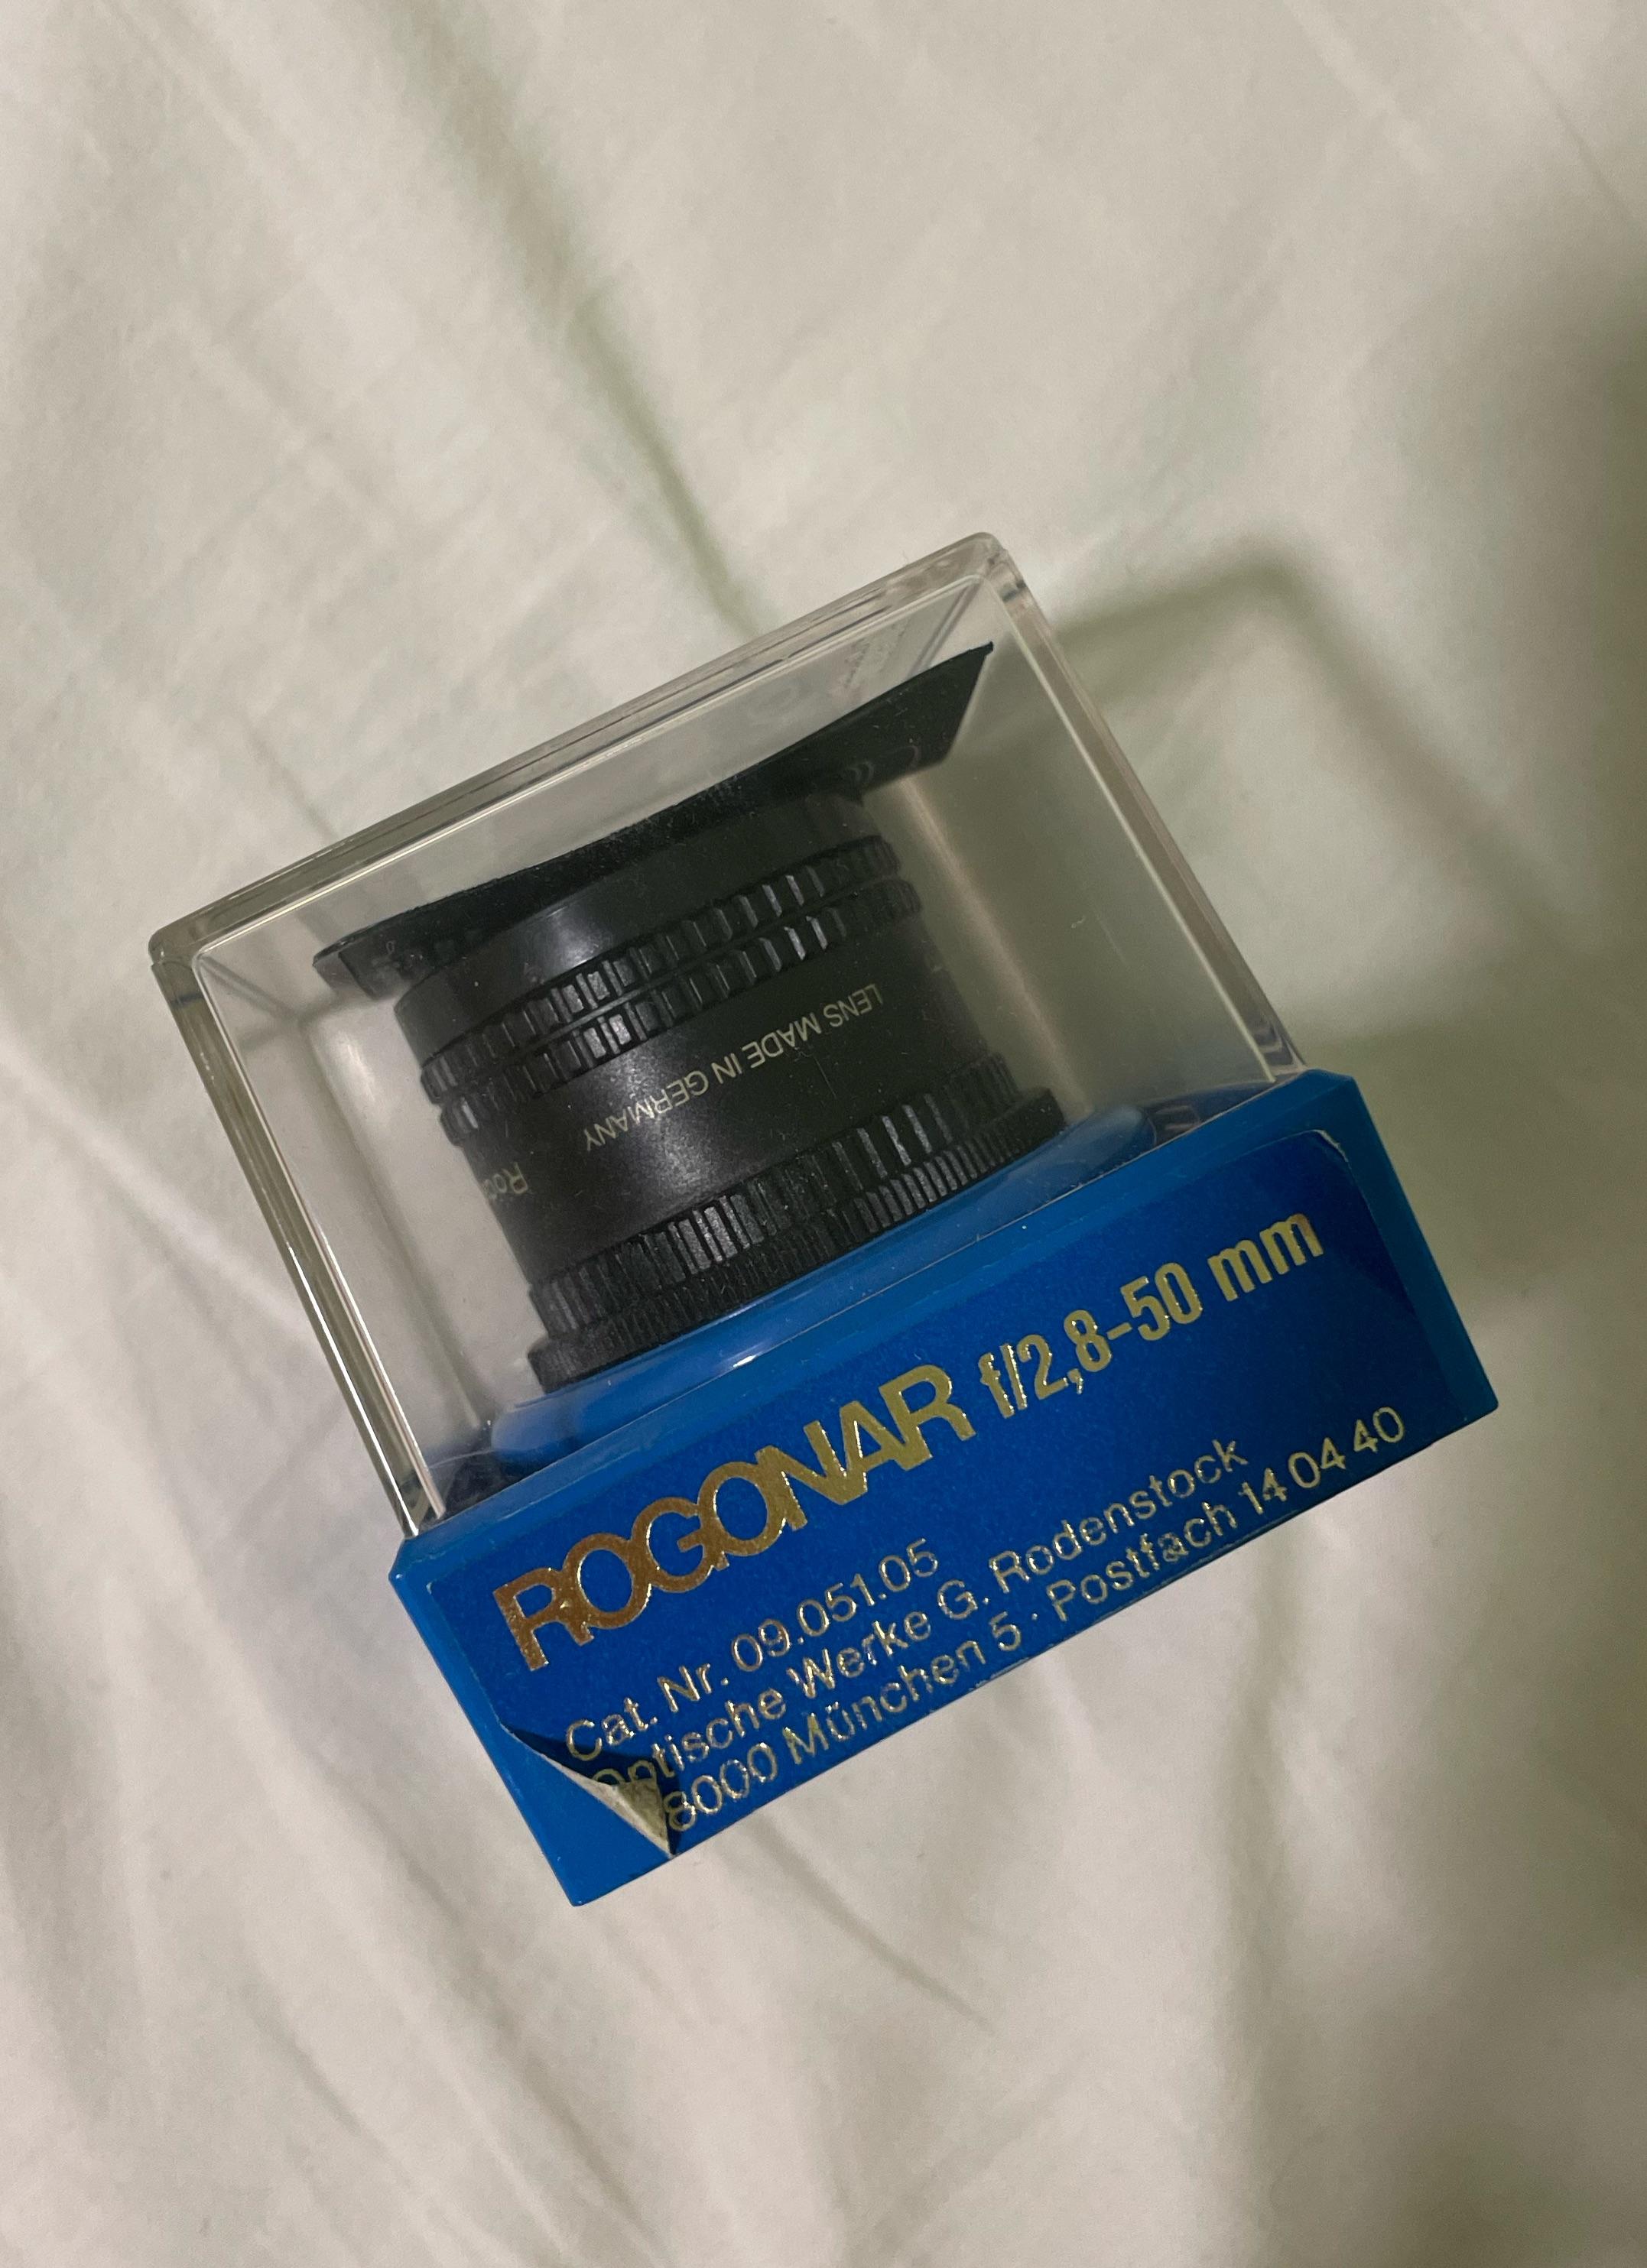 LENS MADE IN GERMANY
ROGONAR f/2,8-50 mm
Cat. Nr. 09.051.05
Optische Werke G. Rodenstock
8000 München 5 · Postfach 14 04 40